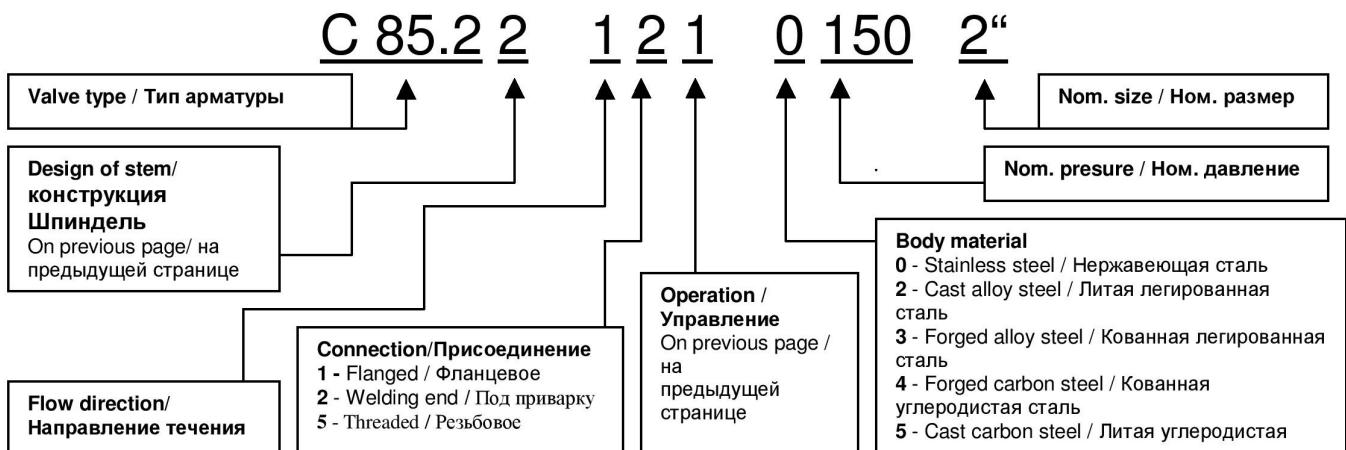 C 85.2 2 1 2 1 0 150 2“
Valve type / Тип арматуры
Nom. size / Ном. размер
Design of stem/
конструкция
Шпиндель
On previous page/ на
предыдущей странице
Nom. presure / Ном. давление
Flow direction/
Направление течения
Connection/Присоединение
1 - Flanged / Фланцевое
2 - Welding end / Под приварку
5 - Threaded / Резьбовое
Operation /
Управление
On previous page /
на
предыдущей
странице
Body material
0 - Stainless steel / Нержавеющая сталь
2 - Cast alloy steel / Литая легированная
сталь
3 - Forged alloy steel / Кованная легированная
сталь
4 - Forged carbon steel / Кованная
углеродистая сталь
5 - Cast carbon steel / Литая углеродистая